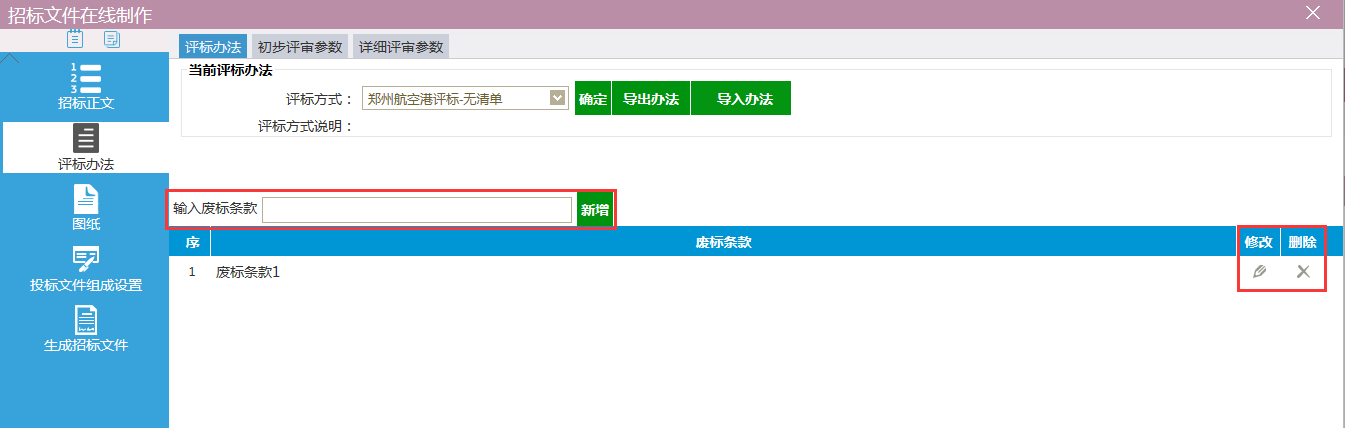 招标文件在线制作
1
2
3
招标正文
评标办法
图纸
投标文件组成设置
生成招标文件
评标办法 初步评审参数 详细评审参数
当前评标办法
评标方式： 郑州航空港评标-无清单 确定 导出办法 导入办法
评标方式说明：
输入废标条款 新增
序 废标条款 修改 删除
1 废标条款1